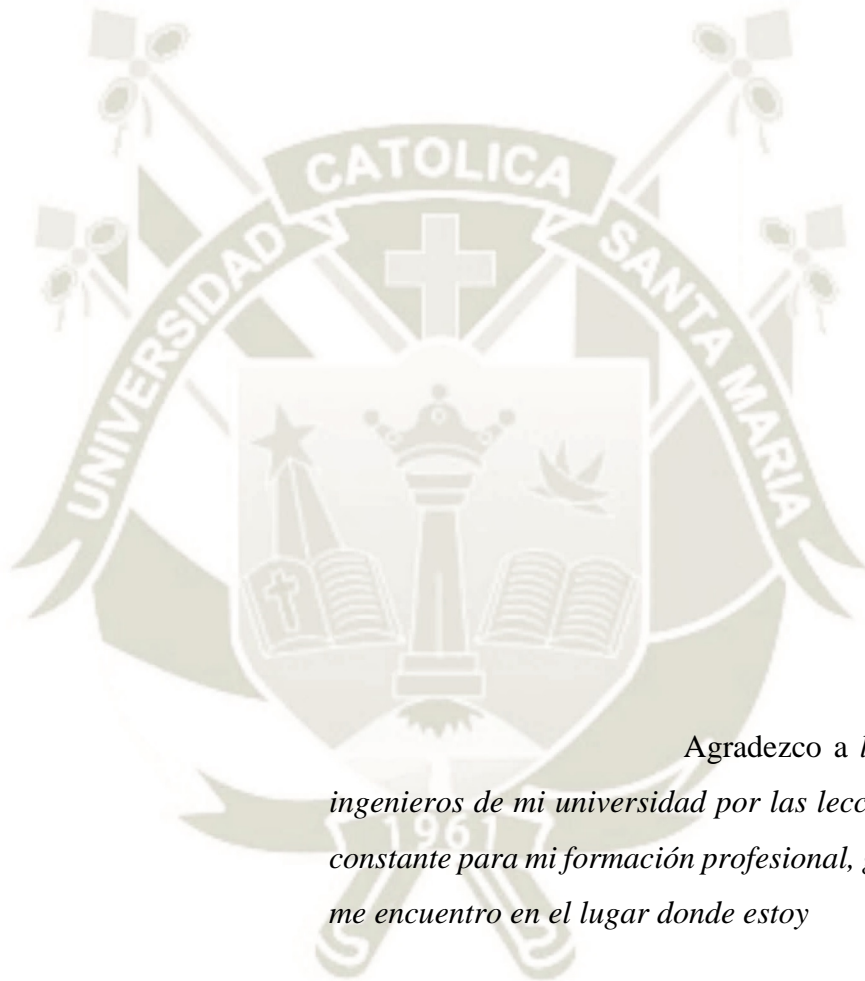 CATOLICA
UNIVERSIDAD
SANTA MARIA
Agradezco a
ingenieros de mi universidad por las
constante para mi formación profesional,
me encuentro en el lugar donde estoy
1961